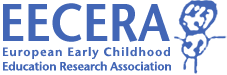 EECERA
European Early Childhood
Education Research Association